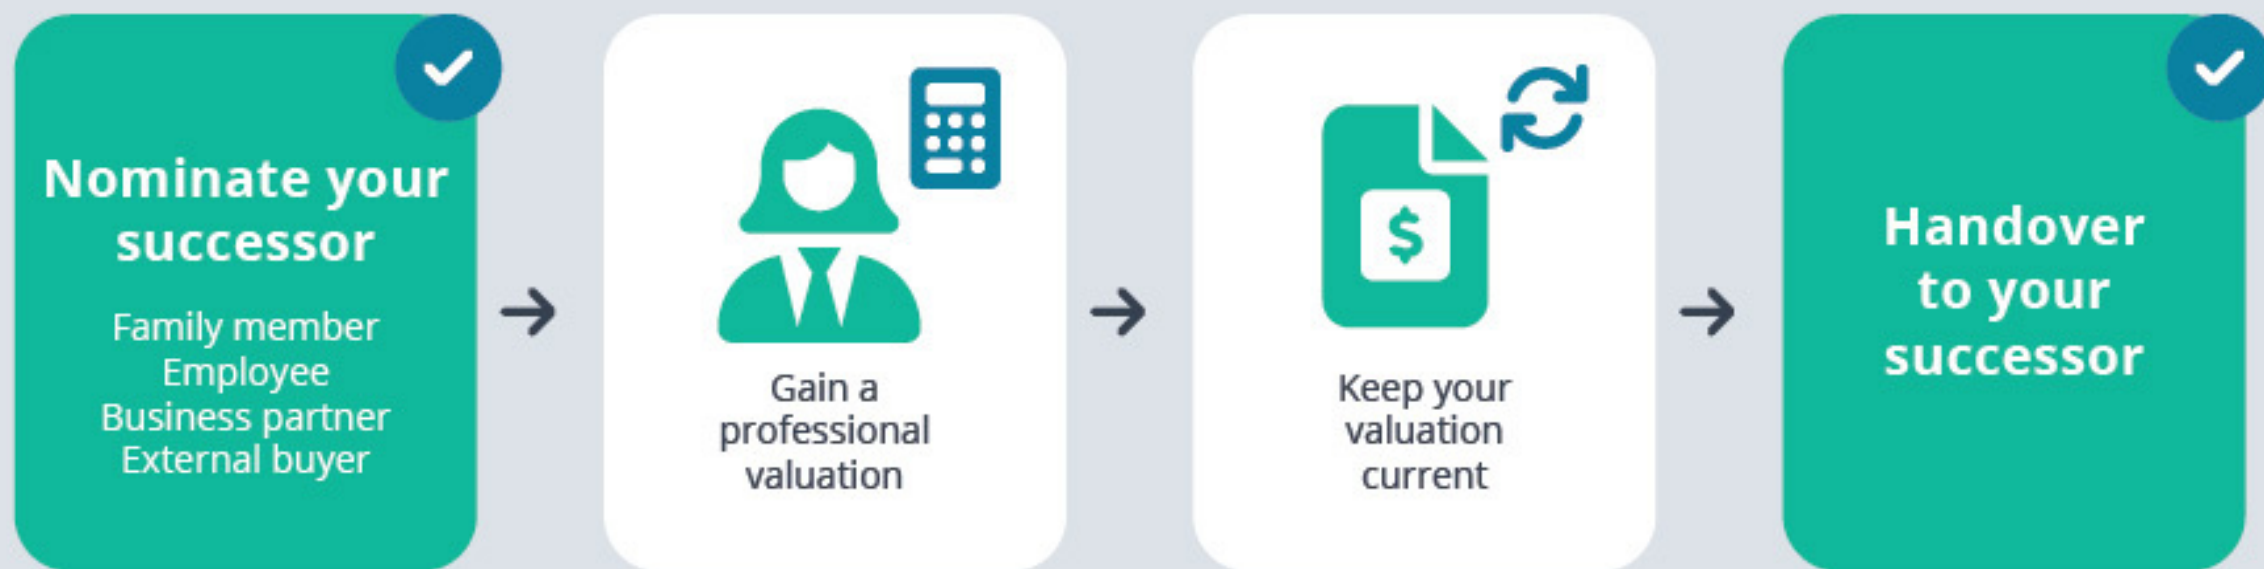 Nominate your
successor
Family member
Employee
Business partner
External buyer
Gain a
professional
valuation
$
Keep your
valuation
current
Handover
to your
successor